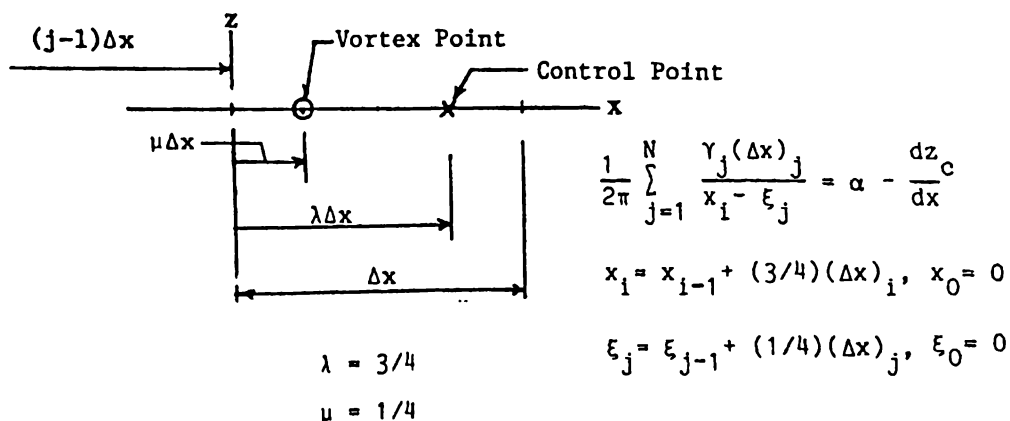 (j-1)Δx
z
Vortex Point
Control Point
x
μΔx
λΔx
Δx
λ = 3/4
μ = 1/4
1/2π Σ_{j=1}^{N} γ_j(Δx)_j / x_i - ξ_j = α - dz_c/dx
x_i = x_{i-1} + (3/4)(Δx)_i, x_0 = 0
ξ_j = ξ_{j-1} + (1/4)(Δx)_j, ξ_0 = 0